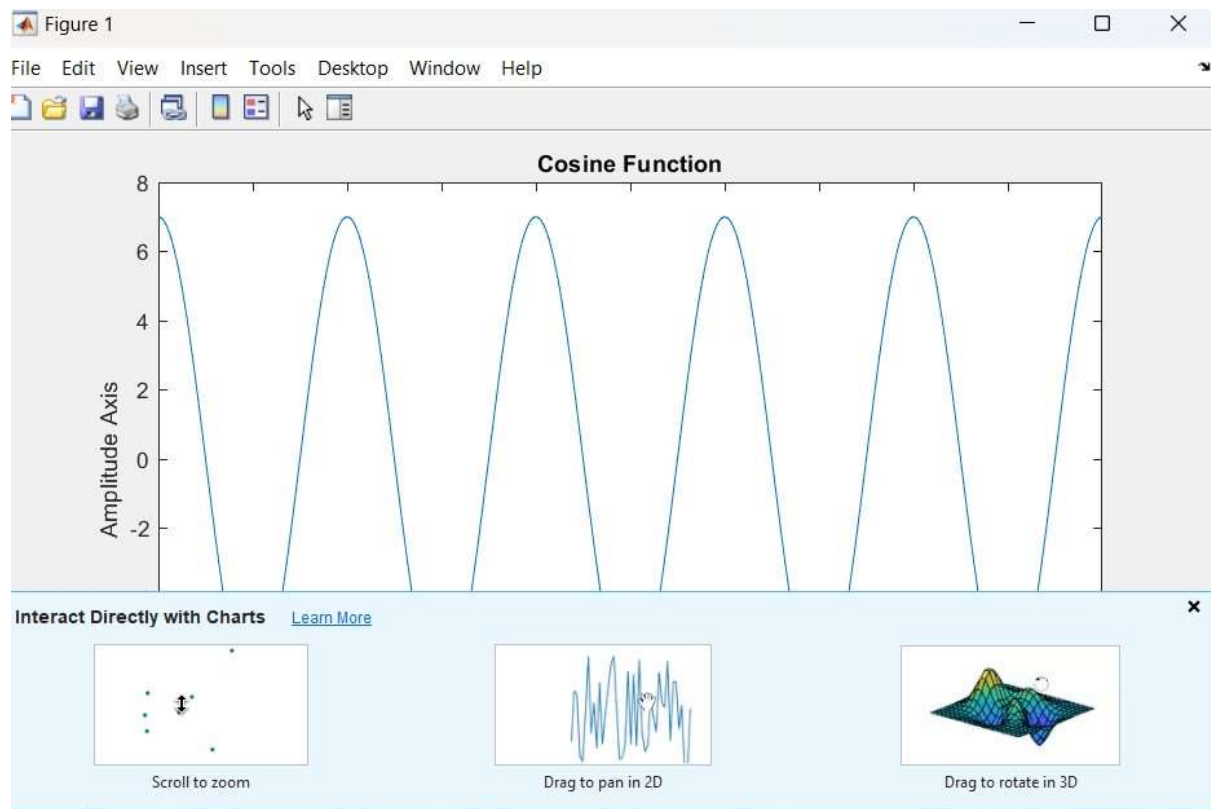 Figure 1
File Edit View Insert Tools Desktop Window Help
Cosine Function
8
6
4
2
0
-2
Amplitude Axis
Interact Directly with Charts Learn More
Scroll to zoom Drag to pan in 2D Drag to rotate in 3D